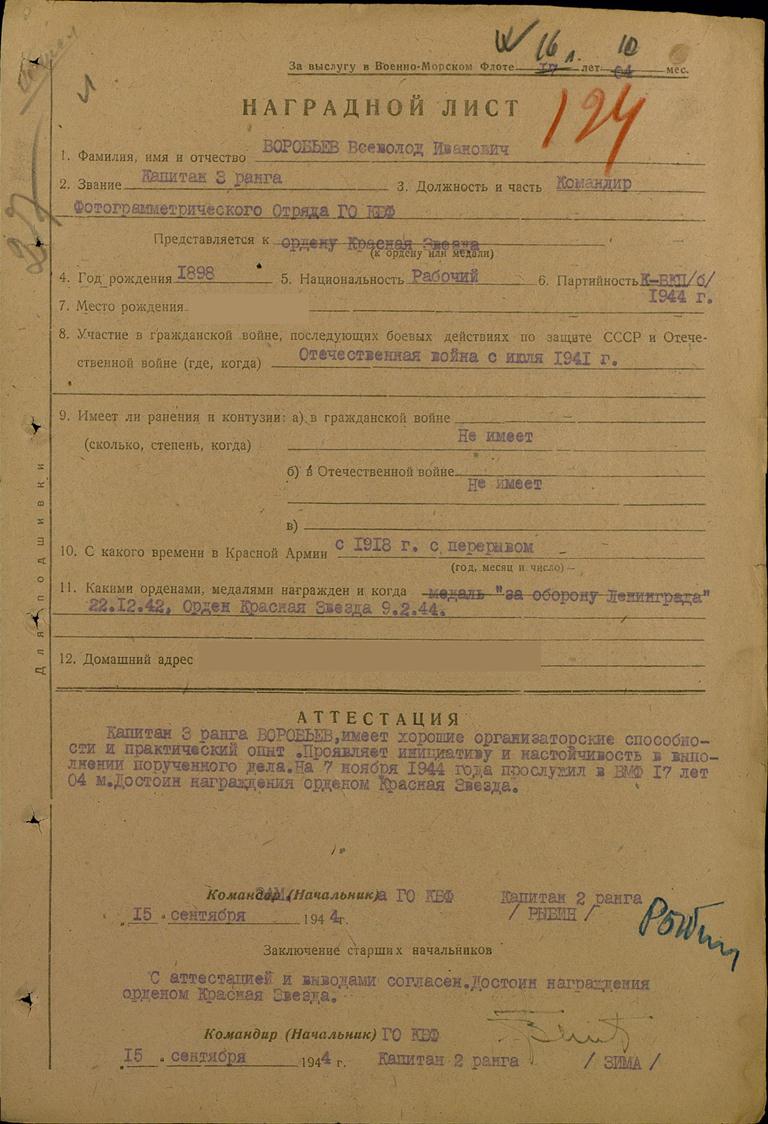 16 л. 10
За выслугу в Военно-Морском Флоте 17 лет 04 мес.
НАГРАДНОЙ ЛИСТ
124
1. Фамилия, имя и отчество ВОРОБЬЕВ Всеволод Иванович
2. Звание Капитан 3 ранга 3. Должность и часть Командир
Фотограмметрического Отряда ГО КБФ
Представляется к ордену Красная Звезда
(к ордену или медали)
4. Год рождения 1898 5. Национальность Рабочий 6. Партийность К-ВКП/б/
1944 г.
7. Место рождения
8. Участие в гражданской войне, последующих боевых действиях по защите СССР и Отече-
ственной войне (где, когда) Отечественная война с июля 1941 г.
9. Имеет ли ранения и контузии: а) в гражданской войне
(сколько, степень, когда) Не имеет
б) в Отечественной войне
Не имеет
в)
10. С какого времени в Красной Армии с 1918 г. с перерывом
(год, месяц и число)
11. Какими орденами, медалями награжден и когда медаль "за оборону Ленинграда"
22.12.42, Орден Красная Звезда 9.2.44.
12. Домашний адрес
Для подшивки
АТТЕСТАЦИЯ
Капитан 3 ранга ВОРОБЬЕВ,имеет хорошие организаторские способно-
сти и практический опыт .Проявляет инициативу и настойчивость в выпо-
лнении порученного дела.На 7 ноября 1944 года прослужил в ВМФ 17 лет
04 м.Достоин награждения орденом Красная Звезда.
ЗАМ. Командир (Начальник)а ГО КБФ Капитан 2 ранга
"15" сентября 1944г. / РЫБИН / Рыбин
Заключение старших начальников
С аттестацией и выводами согласен.Достоин награждения
орденом Красная Звезда.
Командир (Начальник) ГО КБФ
"15" сентября 1944 г. Капитан 2 ранга / ЗИМА /